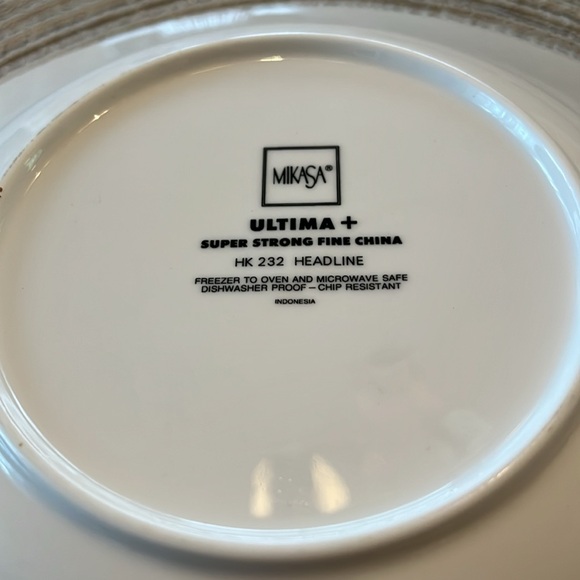 MIKASA®
ULTIMA +
SUPER STRONG FINE CHINA
HK 232 HEADLINE
FREEZER TO OVEN AND MICROWAVE SAFE
DISHWASHER PROOF – CHIP RESISTANT
INDONESIA